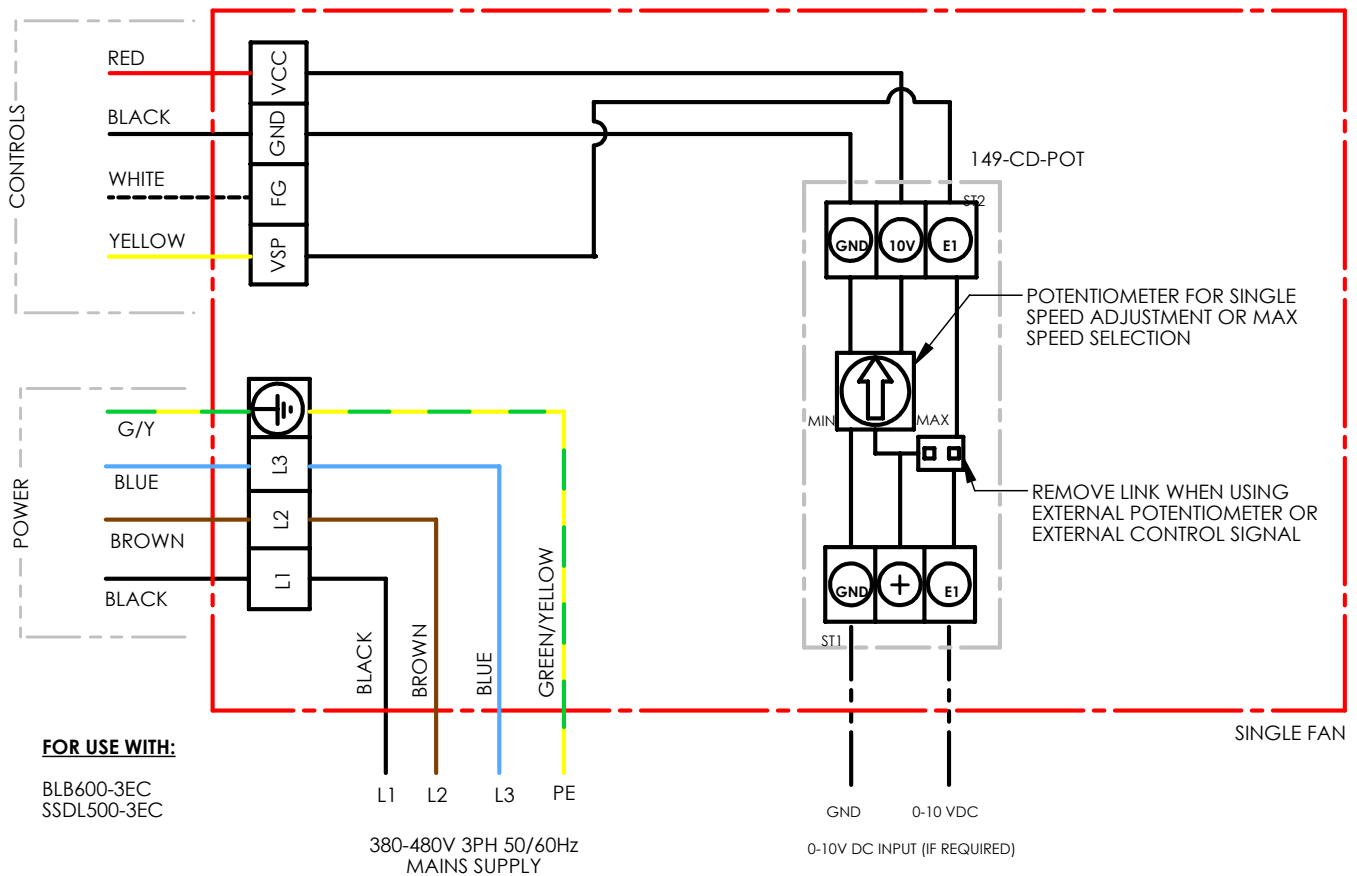 CONTROLS
RED
BLACK
WHITE
YELLOW
VCC
GND
FG
VSP
149-CD-POT
ST2
GND
10V
E1
POTENTIOMETER FOR SINGLE
SPEED ADJUSTMENT OR MAX
SPEED SELECTION
MIN
MAX
REMOVE LINK WHEN USING
EXTERNAL POTENTIOMETER OR
EXTERNAL CONTROL SIGNAL
GND
+
E1
ST1
POWER
G/Y
BLUE
BROWN
BLACK
L3
L2
L1
BLACK
BROWN
BLUE
GREEN/YELLOW
SINGLE FAN
FOR USE WITH:
BLB600-3EC
SSDL500-3EC
L1
L2
L3
PE
380-480V 3PH 50/60Hz
MAINS SUPPLY
GND
0-10 VDC
0-10V DC INPUT (IF REQUIRED)